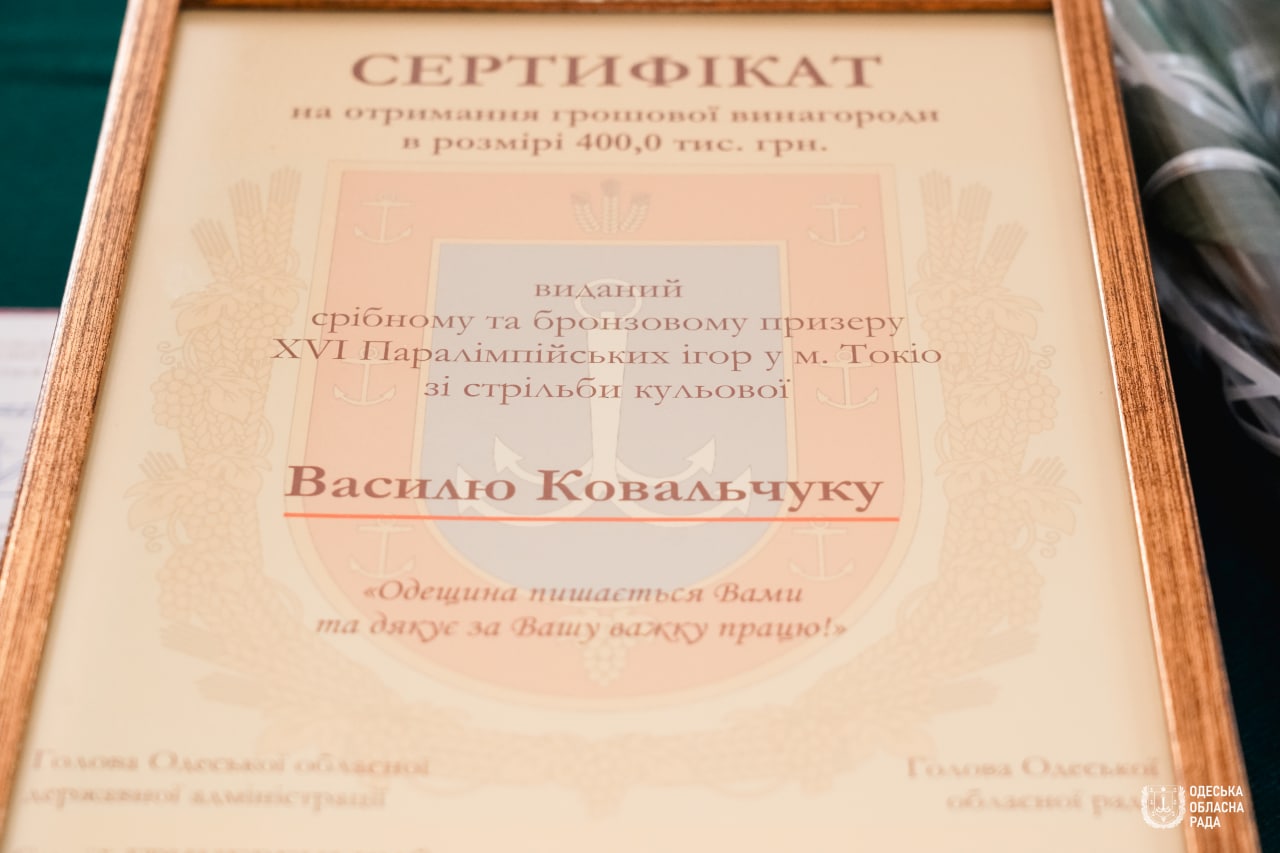 СЕРТИФІКАТ
на отримання грошової винагороди
в розмірі 400,0 тис. грн.
виданий
срібному та бронзовому призеру
XVI Паралімпійських ігор у м. Токіо
зі стрільби кульової
Василю Ковальчуку
«Одещина пишається Вами
та дякує за Вашу важку працю!»
Голова Одеської обласної
державної адміністрації
Голова Одеської
обласної ради
ОДЕСЬКА
ОБЛАСНА
РАДА